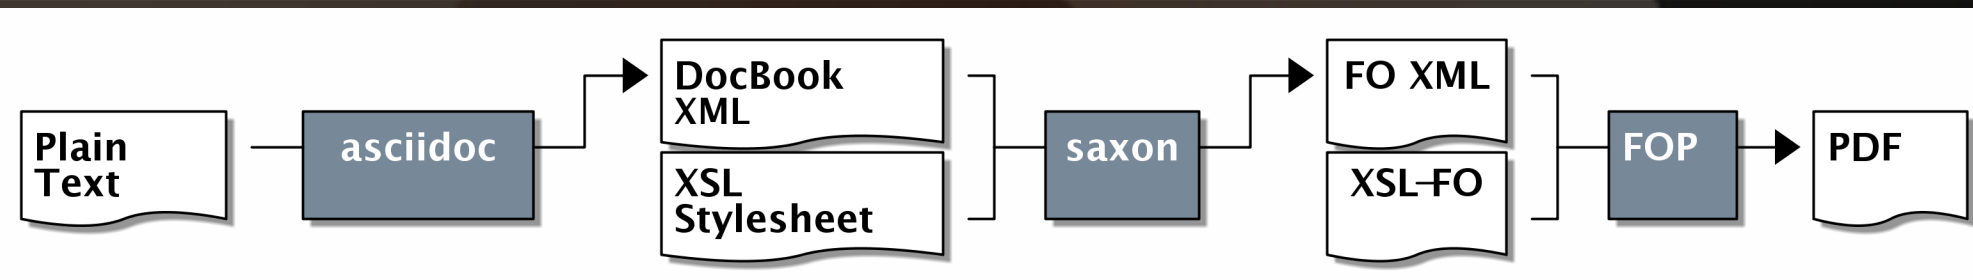 Plain
Text
asciidoc
DocBook
XML
XSL
Stylesheet
saxon
FO XML
XSL-FO
FOP
PDF